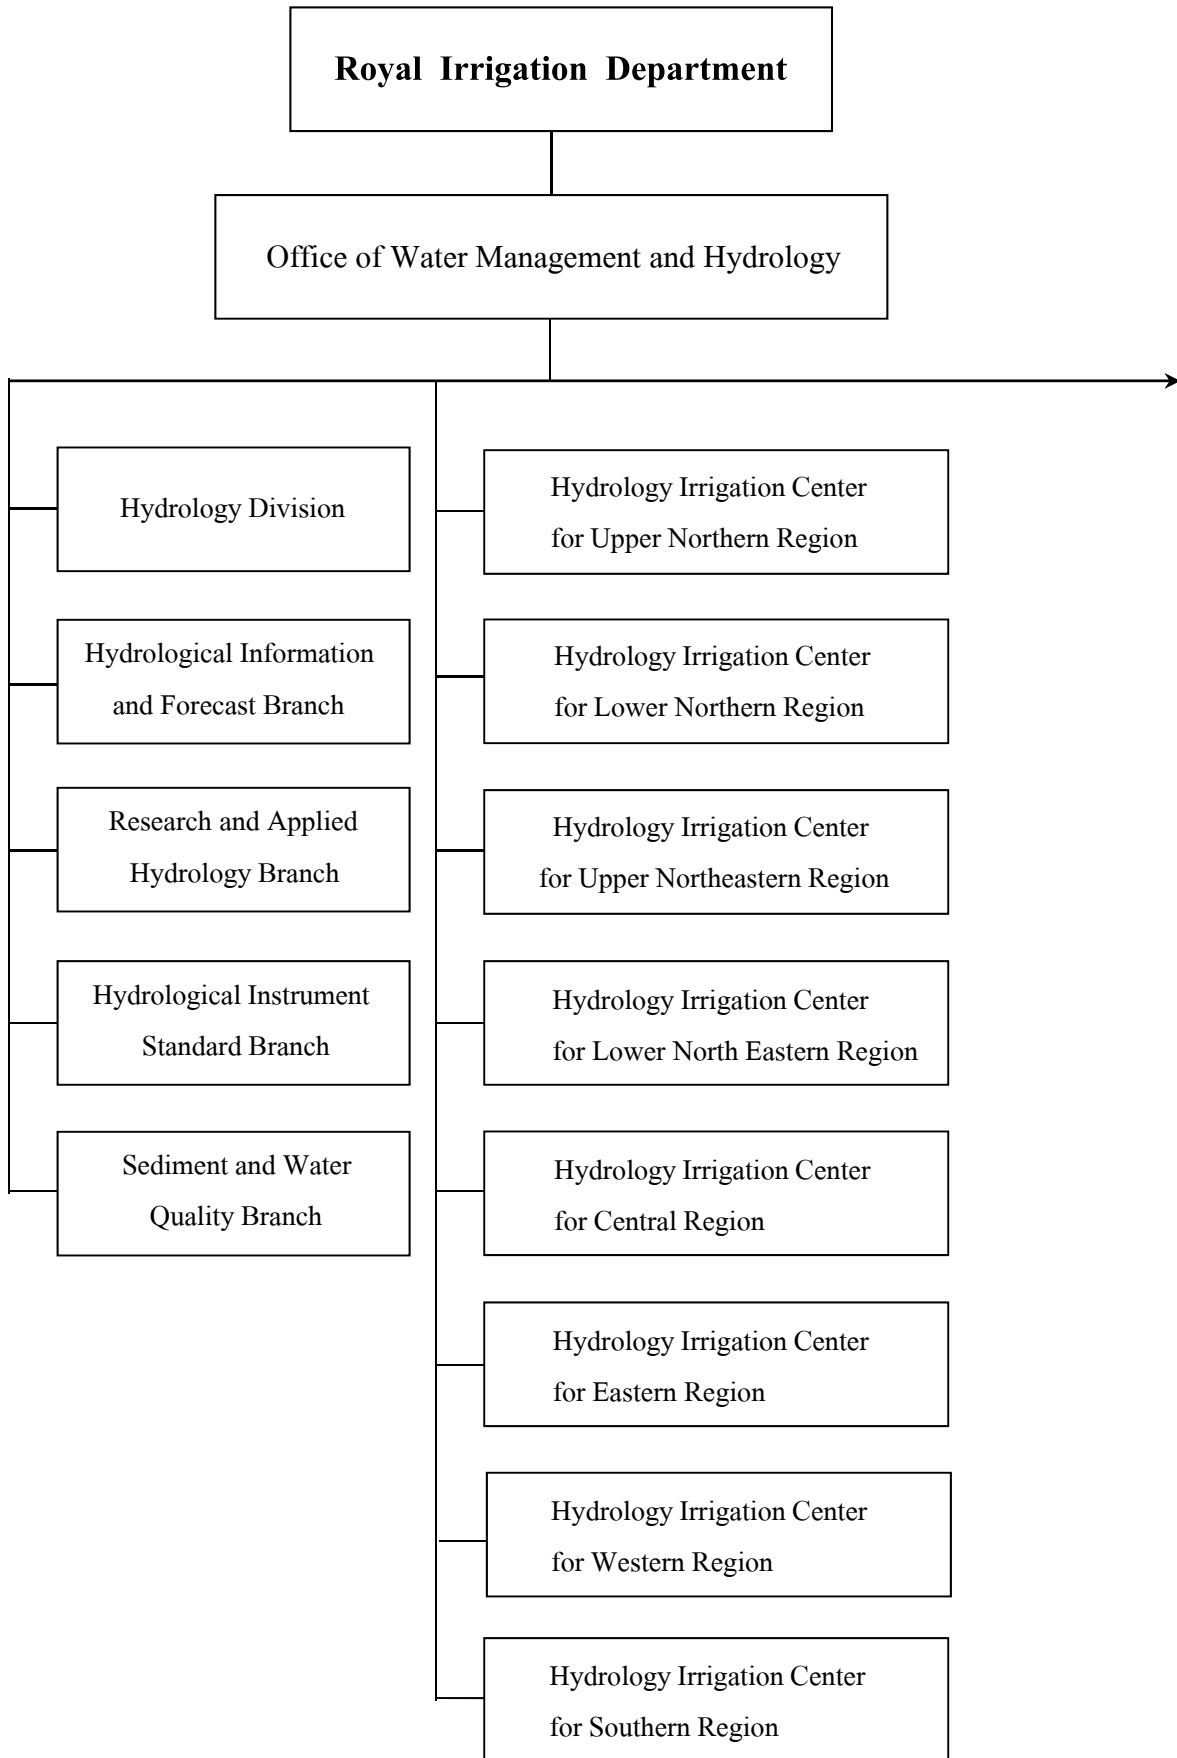 Royal Irrigation Department
Office of Water Management and Hydrology
Hydrology Division
Hydrological Information
and Forecast Branch
Research and Applied
Hydrology Branch
Hydrological Instrument
Standard Branch
Sediment and Water
Quality Branch
Hydrology Irrigation Center
for Upper Northern Region
Hydrology Irrigation Center
for Lower Northern Region
Hydrology Irrigation Center
for Upper Northeastern Region
Hydrology Irrigation Center
for Lower North Eastern Region
Hydrology Irrigation Center
for Central Region
Hydrology Irrigation Center
for Eastern Region
Hydrology Irrigation Center
for Western Region
Hydrology Irrigation Center
for Southern Region